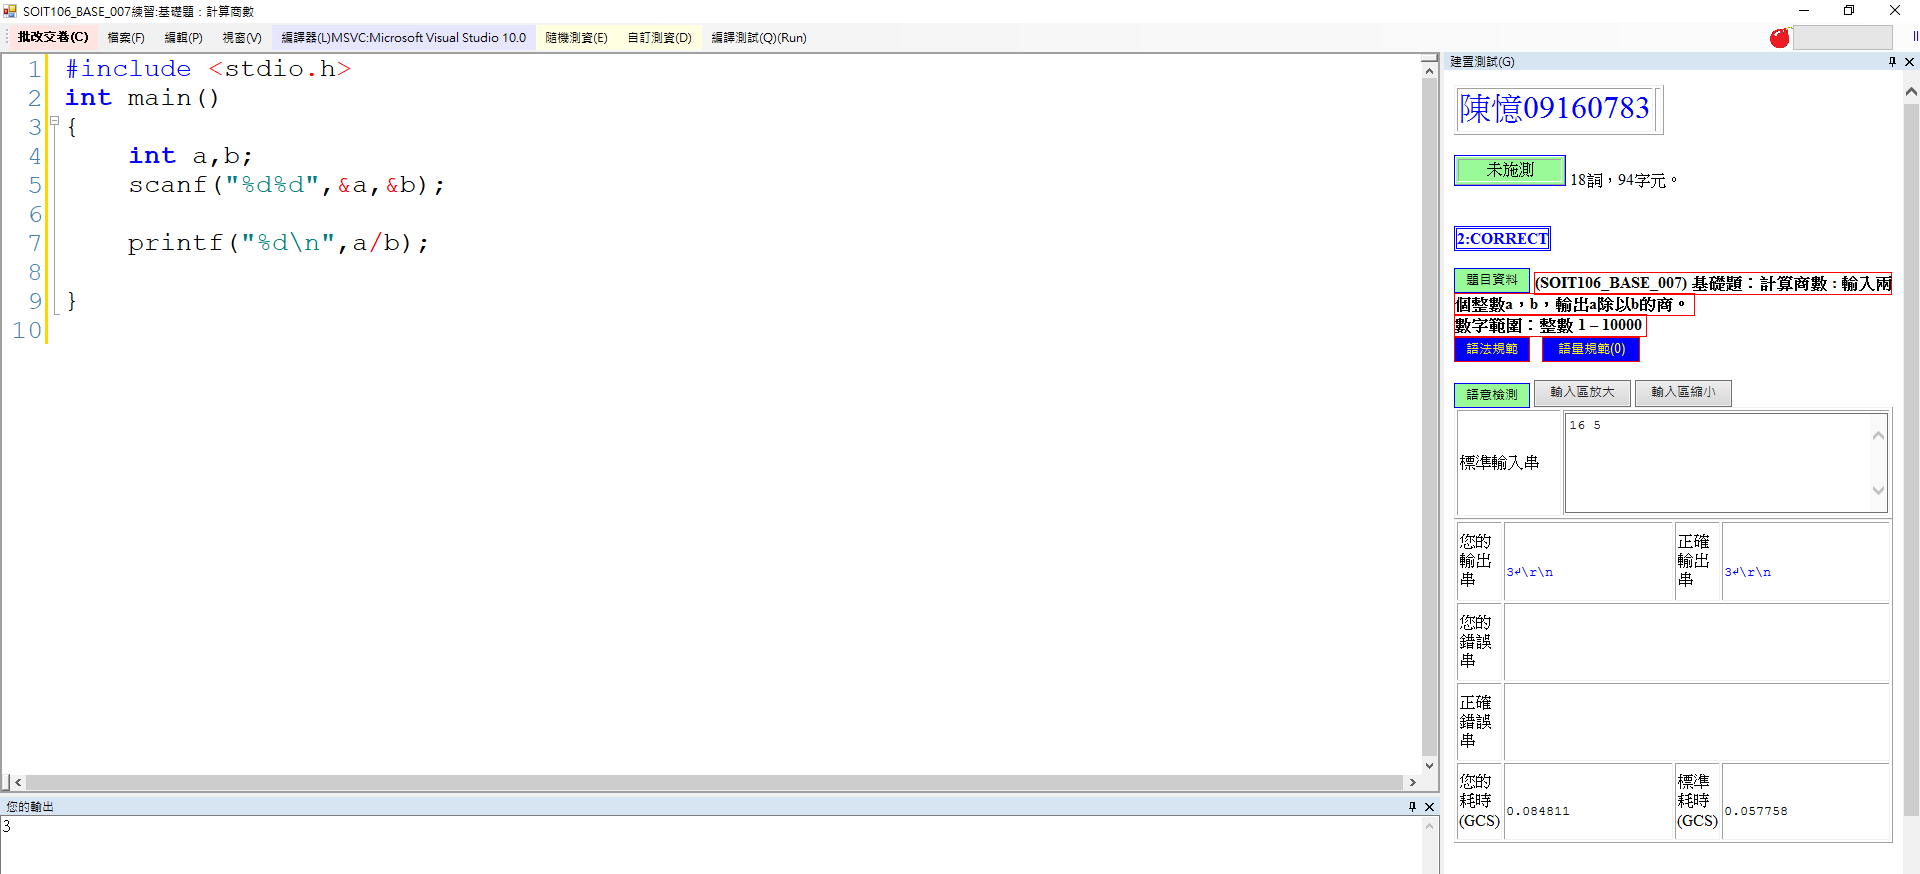 SOIT106_BASE_007練習:基礎題：計算商數
批改交卷(C) 檔案(F) 編輯(P) 視窗(V) 編譯器(L)MSVC:Microsoft Visual Studio 10.0 隨機測資(E) 自訂測資(D) 編譯測試(Q)(Run)
1 #include <stdio.h>
2 int main()
3 {
4 int a,b;
5 scanf("%d%d",&a,&b);
6
7 printf("%d\n",a/b);
8
9 }
10
您的輸出
3
建置測試(G)
陳憶09160783
未施測 18詞，94字元。
2:CORRECT
題目資料 (SOIT106_BASE_007) 基礎題：計算商數：輸入兩
個整數a，b，輸出a除以b的商。
數字範圍：整數 1 – 10000
語法規範 語量規範(0)
語意檢測 輸入區放大 輸入區縮小
標準輸入串 16 5
您的
輸出
串
3↵\r\n
正確
輸出
串
3↵\r\n
您的
錯誤
串
正確
錯誤
串
您的
耗時
(GCS)
0.084811
標準
耗時
(GCS)
0.057758